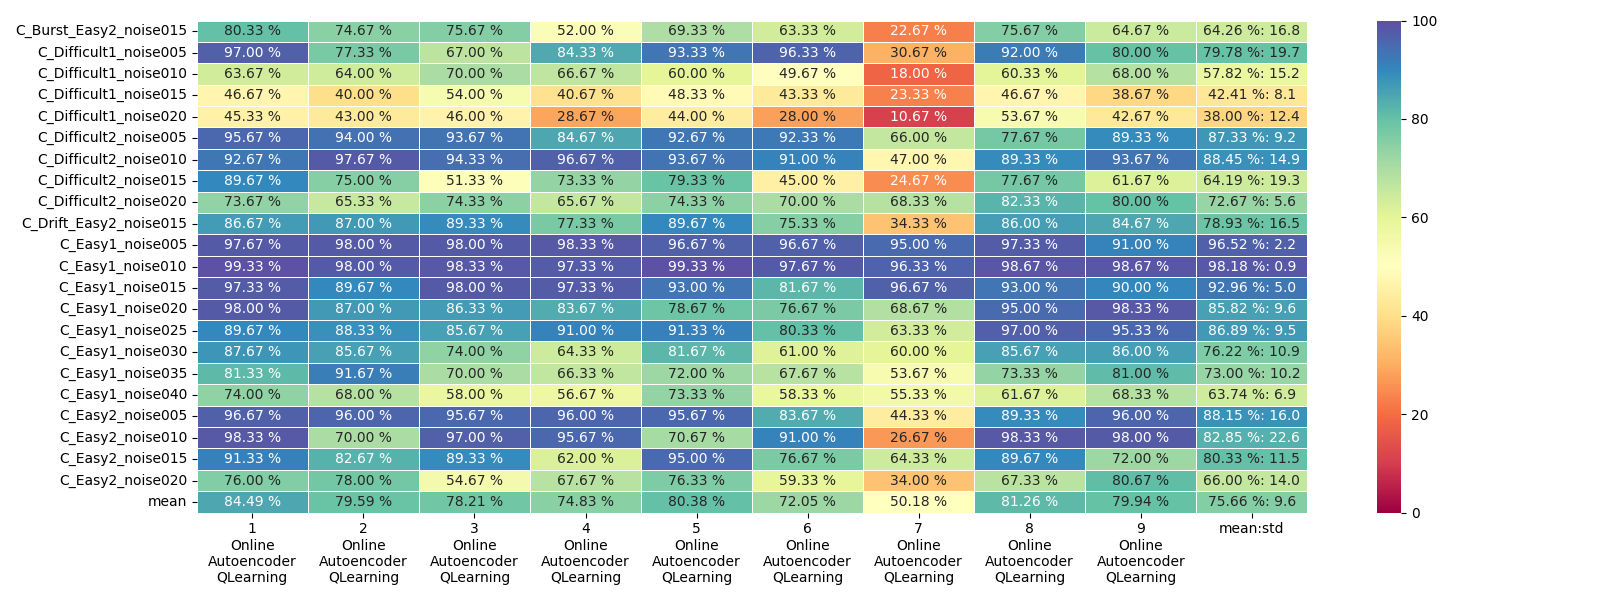 C_Burst_Easy2_noise015 80.33 % 74.67 % 75.67 % 52.00 % 69.33 % 63.33 % 22.67 % 75.67 % 64.67 % 64.26 %: 16.8 100
C_Difficult1_noise005 97.00 % 77.33 % 67.00 % 84.33 % 93.33 % 96.33 % 30.67 % 92.00 % 80.00 % 79.78 %: 19.7
C_Difficult1_noise010 63.67 % 64.00 % 70.00 % 66.67 % 60.00 % 49.67 % 18.00 % 60.33 % 68.00 % 57.82 %: 15.2
C_Difficult1_noise015 46.67 % 40.00 % 54.00 % 40.67 % 48.33 % 43.33 % 23.33 % 46.67 % 38.67 % 42.41 %: 8.1
C_Difficult1_noise020 45.33 % 43.00 % 46.00 % 28.67 % 44.00 % 28.00 % 10.67 % 53.67 % 42.67 % 38.00 %: 12.4 80
C_Difficult2_noise005 95.67 % 94.00 % 93.67 % 84.67 % 92.67 % 92.33 % 66.00 % 77.67 % 89.33 % 87.33 %: 9.2
C_Difficult2_noise010 92.67 % 97.67 % 94.33 % 96.67 % 93.67 % 91.00 % 47.00 % 89.33 % 93.67 % 88.45 %: 14.9
C_Difficult2_noise015 89.67 % 75.00 % 51.33 % 73.33 % 79.33 % 45.00 % 24.67 % 77.67 % 61.67 % 64.19 %: 19.3
C_Difficult2_noise020 73.67 % 65.33 % 74.33 % 65.67 % 74.33 % 70.00 % 68.33 % 82.33 % 80.00 % 72.67 %: 5.6
C_Drift_Easy2_noise015 86.67 % 87.00 % 89.33 % 77.33 % 89.67 % 75.33 % 34.33 % 86.00 % 84.67 % 78.93 %: 16.5 60
C_Easy1_noise005 97.67 % 98.00 % 98.00 % 98.33 % 96.67 % 96.67 % 95.00 % 97.33 % 91.00 % 96.52 %: 2.2
C_Easy1_noise010 99.33 % 98.00 % 98.33 % 97.33 % 99.33 % 97.67 % 96.33 % 98.67 % 98.67 % 98.18 %: 0.9
C_Easy1_noise015 97.33 % 89.67 % 98.00 % 97.33 % 93.00 % 81.67 % 96.67 % 93.00 % 90.00 % 92.96 %: 5.0
C_Easy1_noise020 98.00 % 87.00 % 86.33 % 83.67 % 78.67 % 76.67 % 68.67 % 95.00 % 98.33 % 85.82 %: 9.6 40
C_Easy1_noise025 89.67 % 88.33 % 85.67 % 91.00 % 91.33 % 80.33 % 63.33 % 97.00 % 95.33 % 86.89 %: 9.5
C_Easy1_noise030 87.67 % 85.67 % 74.00 % 64.33 % 81.67 % 61.00 % 60.00 % 85.67 % 86.00 % 76.22 %: 10.9
C_Easy1_noise035 81.33 % 91.67 % 70.00 % 66.33 % 72.00 % 67.67 % 53.67 % 73.33 % 81.00 % 73.00 %: 10.2
C_Easy1_noise040 74.00 % 68.00 % 58.00 % 56.67 % 73.33 % 58.33 % 55.33 % 61.67 % 68.33 % 63.74 %: 6.9
C_Easy2_noise005 96.67 % 96.00 % 95.67 % 96.00 % 95.67 % 83.67 % 44.33 % 89.33 % 96.00 % 88.15 %: 16.0 20
C_Easy2_noise010 98.33 % 70.00 % 97.00 % 95.67 % 70.67 % 91.00 % 26.67 % 98.33 % 98.00 % 82.85 %: 22.6
C_Easy2_noise015 91.33 % 82.67 % 89.33 % 62.00 % 95.00 % 76.67 % 64.33 % 89.67 % 72.00 % 80.33 %: 11.5
C_Easy2_noise020 76.00 % 78.00 % 54.67 % 67.67 % 76.33 % 59.33 % 34.00 % 67.33 % 80.67 % 66.00 %: 14.0
mean 84.49 % 79.59 % 78.21 % 74.83 % 80.38 % 72.05 % 50.18 % 81.26 % 79.94 % 75.66 %: 9.6 0
1 2 3 4 5 6 7 8 9 mean:std
Online Online Online Online Online Online Online Online Online
Autoencoder Autoencoder Autoencoder Autoencoder Autoencoder Autoencoder Autoencoder Autoencoder Autoencoder
QLearning QLearning QLearning QLearning QLearning QLearning QLearning QLearning QLearning